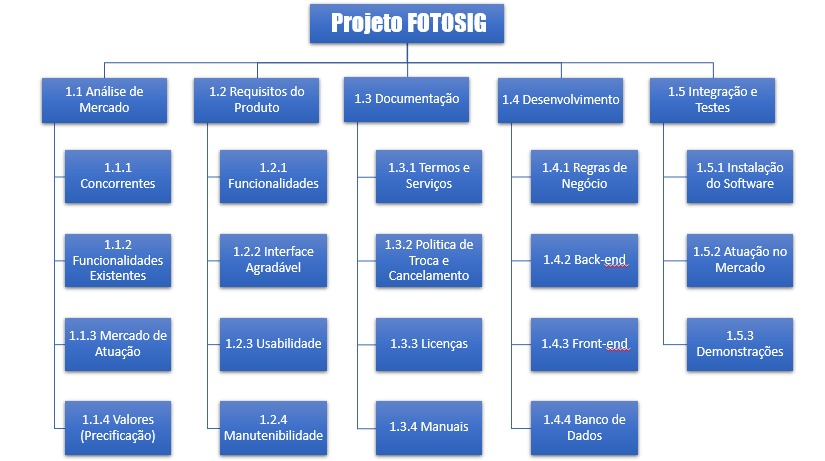 Projeto FOTOSIG
1.1 Análise de
Mercado
1.1.1
Concorrentes
1.1.2
Funcionalidades
Existentes
1.1.3 Mercado de
Atuação
1.1.4 Valores
(Precificação)
1.2 Requisitos do
Produto
1.2.1
Funcionalidades
1.2.2 Interface
Agradável
1.2.3 Usabilidade
1.2.4
Manutenibilidade
1.3 Documentação
1.3.1 Termos e
Serviços
1.3.2 Politica de
Troca e
Cancelamento
1.3.3 Licenças
1.3.4 Manuais
1.4 Desenvolvimento
1.4.1 Regras de
Negócio
1.4.2 Back-end
1.4.3 Front-end
1.4.4 Banco de
Dados
1.5 Integração e
Testes
1.5.1 Instalação
do Software
1.5.2 Atuação no
Mercado
1.5.3
Demonstrações